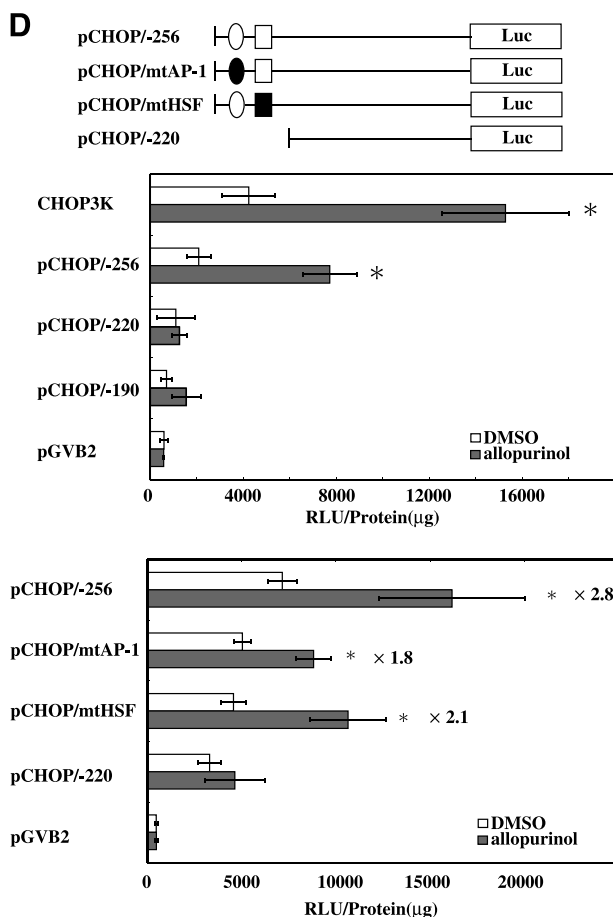 D
pCHOP/-256 Luc
pCHOP/mtAP-1 Luc
pCHOP/mtHSF Luc
pCHOP/-220 Luc
CHOP3K *
pCHOP/-256 *
pCHOP/-220
pCHOP/-190
pGVB2
DMSO
allopurinol
0 4000 8000 12000 16000
RLU/Protein(μg)
pCHOP/-256 * × 2.8
pCHOP/mtAP-1 * × 1.8
pCHOP/mtHSF * × 2.1
pCHOP/-220
pGVB2
DMSO
allopurinol
0 5000 10000 15000 20000
RLU/Protein(μg)